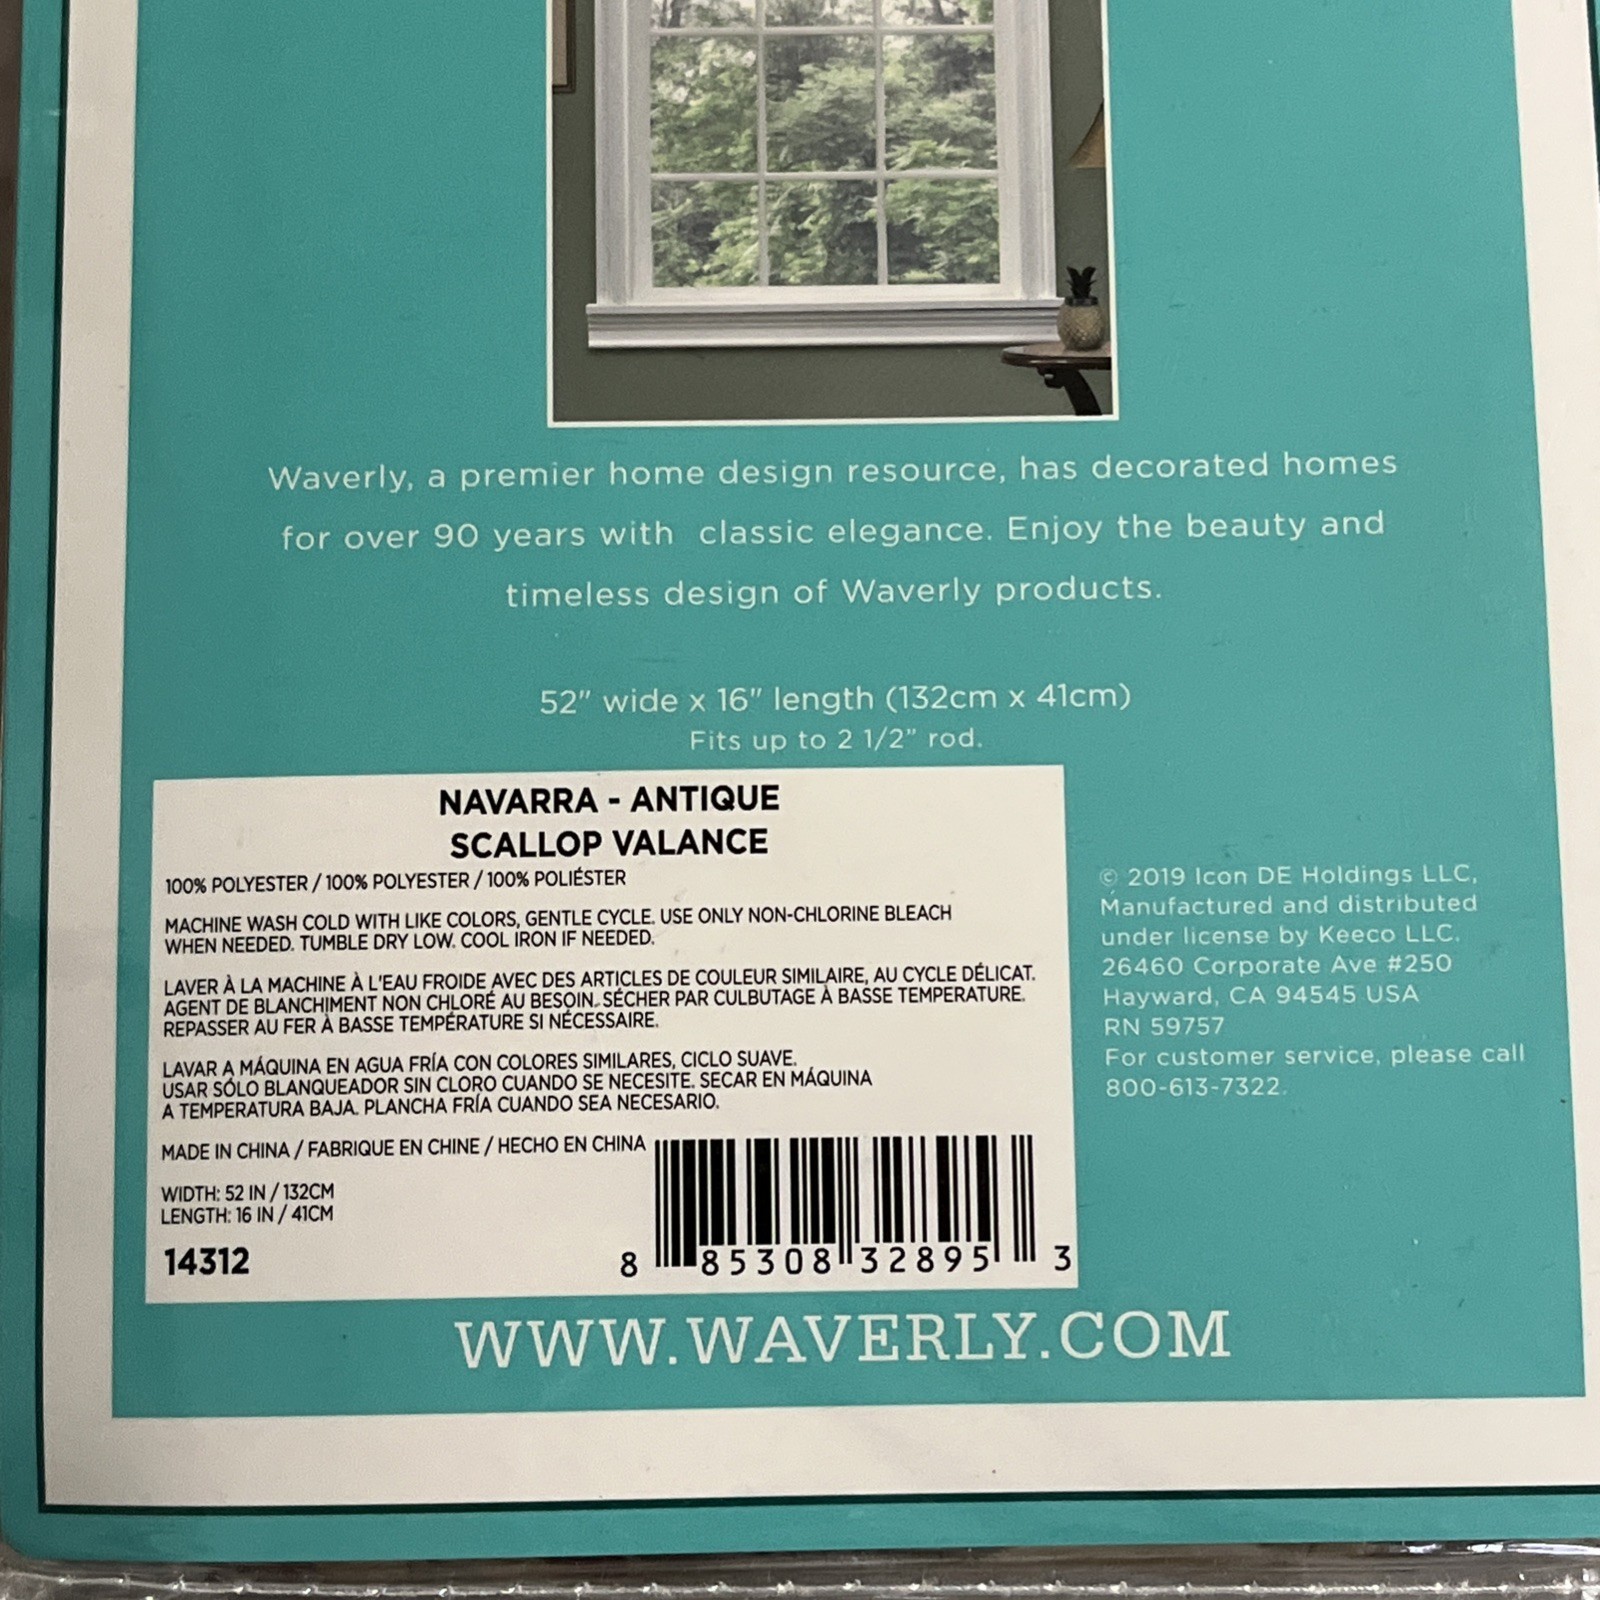 Waverly, a premier home design resource, has decorated homes
for over 90 years with classic elegance. Enjoy the beauty and
timeless design of Waverly products.
52" wide x 16" length (132cm x 41cm)
Fits up to 2 1/2" rod.
NAVARRA - ANTIQUE
SCALLOP VALANCE
100% POLYESTER / 100% POLYESTER / 100% POLIÉSTER
MACHINE WASH COLD WITH LIKE COLORS, GENTLE CYCLE. USE ONLY NON-CHLORINE BLEACH
WHEN NEEDED. TUMBLE DRY LOW. COOL IRON IF NEEDED.
LAVER À LA MACHINE À L'EAU FROIDE AVEC DES ARTICLES DE COULEUR SIMILAIRE, AU CYCLE DÉLICAT.
AGENT DE BLANCHIMENT NON CHLORÉ AU BESOIN. SÉCHER PAR CULBUTAGE À BASSE TEMPERATURE.
REPASSER AU FER À BASSE TEMPÉRATURE SI NÉCESSAIRE.
LAVAR A MÁQUINA EN AGUA FRÍA CON COLORES SIMILARES, CICLO SUAVE.
USAR SÓLO BLANQUEADOR SIN CLORO CUANDO SE NECESITE. SECAR EN MÁQUINA
A TEMPERATURA BAJA. PLANCHA FRÍA CUANDO SEA NECESARIO.
MADE IN CHINA / FABRIQUE EN CHINE / HECHO EN CHINA
WIDTH: 52 IN / 132CM
LENGTH: 16 IN / 41CM
14312
8 85308 32895 3
© 2019 Icon DE Holdings LLC,
Manufactured and distributed
under license by Keeco LLC.
26460 Corporate Ave #250
Hayward, CA 94545 USA
RN 59757
For customer service, please call
800-613-7322.
WWW.WAVERLY.COM